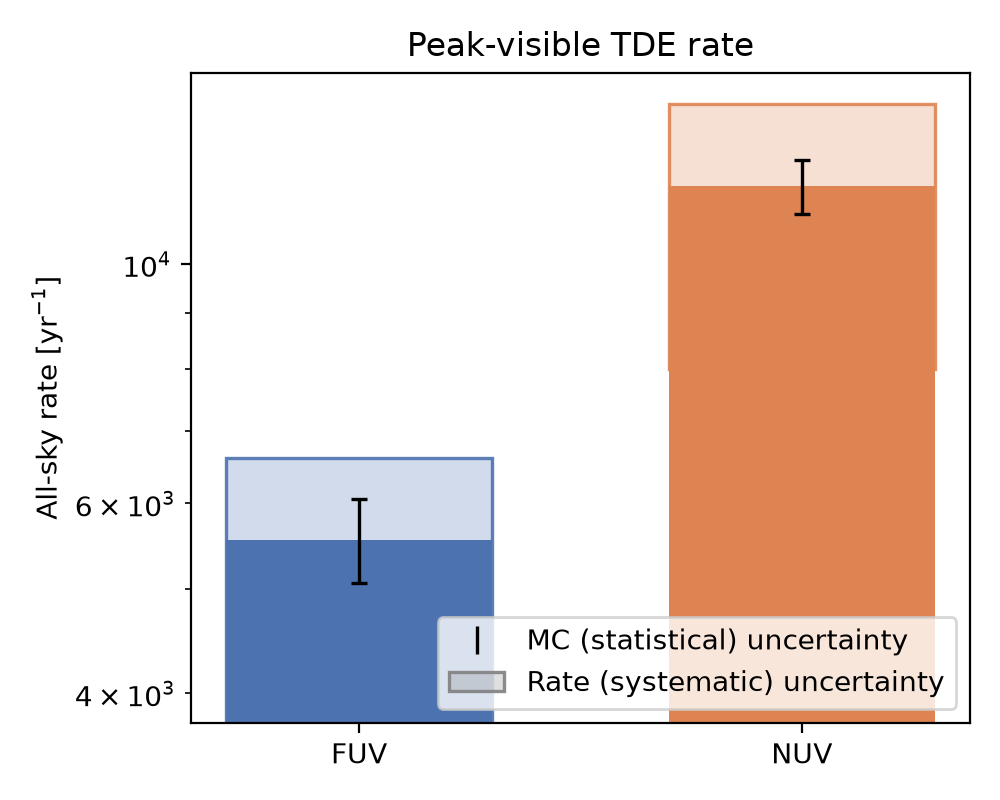 Peak-visible TDE rate
All-sky rate [yr⁻¹]
10⁴
6 × 10³
4 × 10³
MC (statistical) uncertainty
Rate (systematic) uncertainty
FUV
NUV